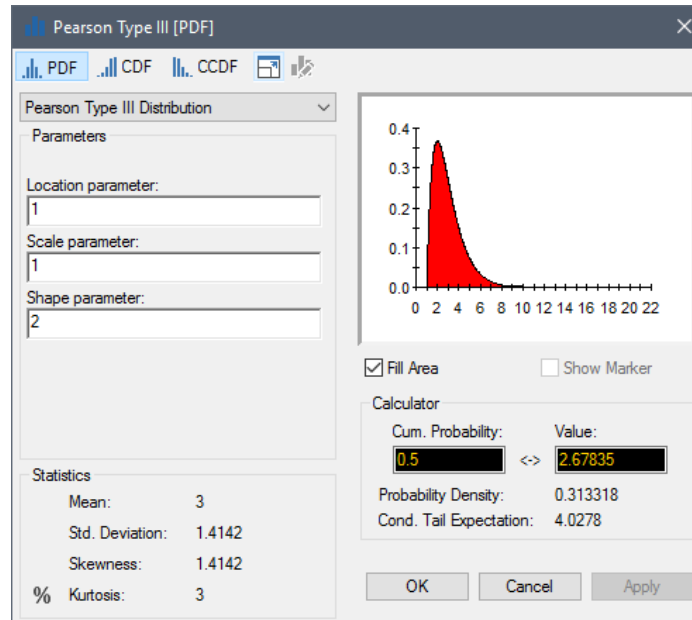 Pearson Type III [PDF]
PDF CDF CCDF
Pearson Type III Distribution
Parameters
Location parameter:
1
Scale parameter:
1
Shape parameter:
2
Statistics
Mean: 3
Std. Deviation: 1.4142
Skewness: 1.4142
% Kurtosis: 3
0.4
0.3
0.2
0.1
0.0
0 2 4 6 8 10 12 14 16 18 20 22
Fill Area Show Marker
Calculator
Cum. Probability: Value:
0.5 <-> 2.67835
Probability Density: 0.313318
Cond. Tail Expectation: 4.0278
OK Cancel Apply